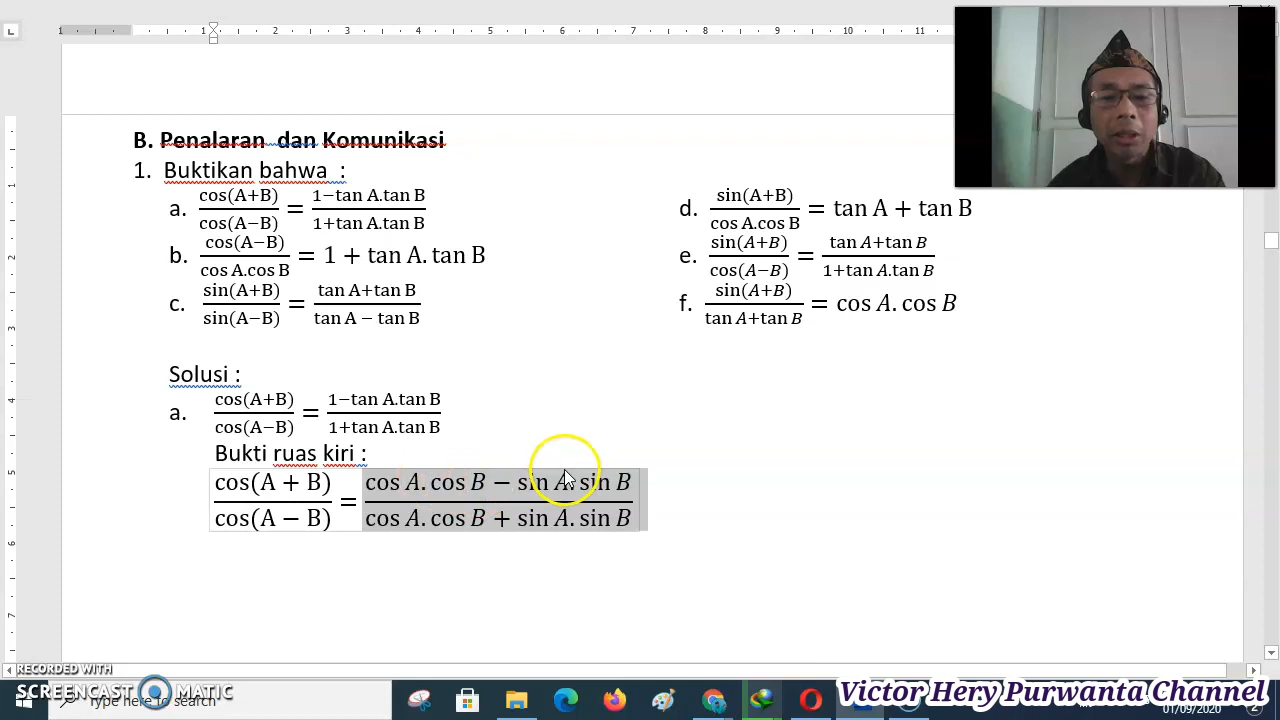 B. Penalaran dan Komunikasi
1. Buktikan bahwa :
a. cos(A+B)/cos(A−B) = 1−tan A.tan B/1+tan A.tan B
b. cos(A−B)/cos A.cos B = 1 + tan A. tan B
c. sin(A+B)/sin(A−B) = tan A+tan B/tan A − tan B
d. sin(A+B)/cos A.cos B = tan A + tan B
e. sin(A+B)/cos(A−B) = tan A+tan B/1+tan A.tan B
f. sin(A+B)/tan A+tan B = cos A. cos B
Solusi :
a. cos(A+B)/cos(A−B) = 1−tan A.tan B/1+tan A.tan B
Bukti ruas kiri :
cos(A + B)/cos(A − B) = cos A. cos B − sin A. sin B/cos A. cos B + sin A. sin B
RECORDED WITH
SCREENCAST MATIC
Type here to search
Victor Hery Purwanta Channel
01/09/2020